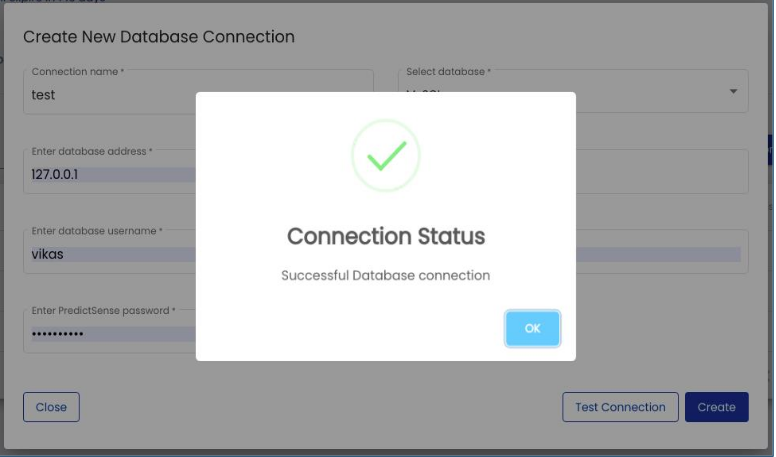 Create New Database Connection
Connection name *
test
Select database *
Enter database address *
127.0.0.1
Enter database username *
vikas
Enter PredictSense password *
••••••••••
Connection Status
Successful Database connection
OK
Close
Test Connection
Create